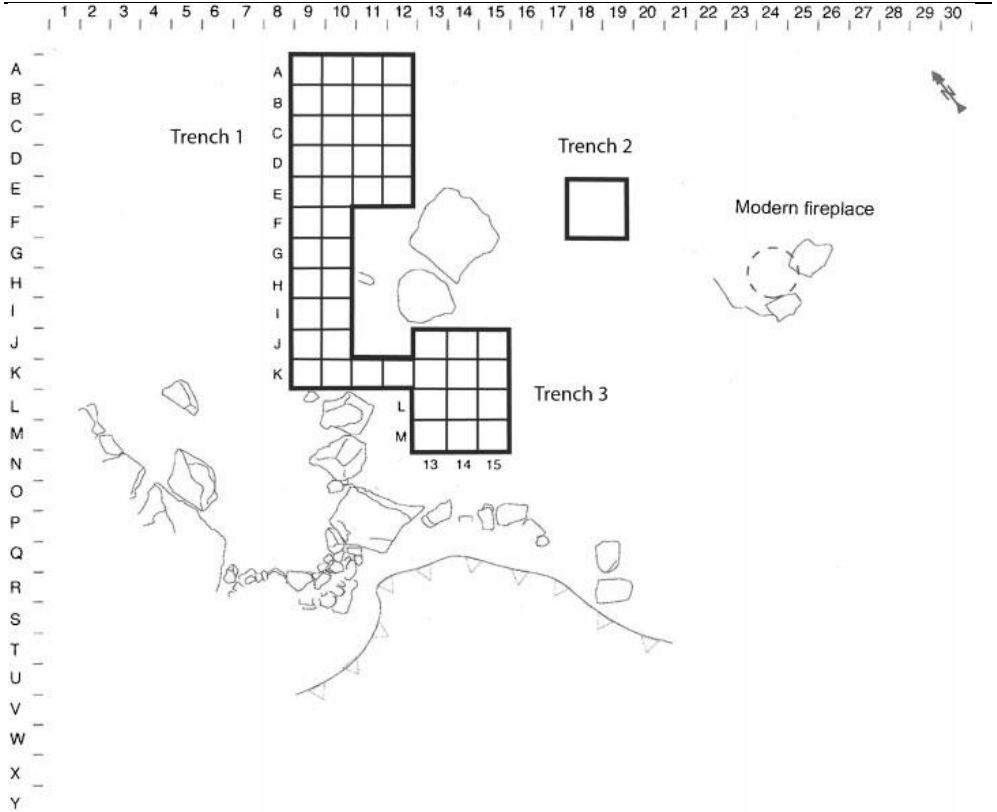 1 2 3 4 5 6 7 8 9 10 11 12 13 14 15 16 17 18 19 20 21 22 23 24 25 26 27 28 29 30
A
B
C
D
E
F
G
H
I
J
K
L
M
N
O
P
Q
R
S
T
U
V
W
X
Y
Trench 1
A
B
C
D
E
F
G
H
I
J
K
Trench 2
Modern fireplace
Trench 3
L
M
13 14 15
N